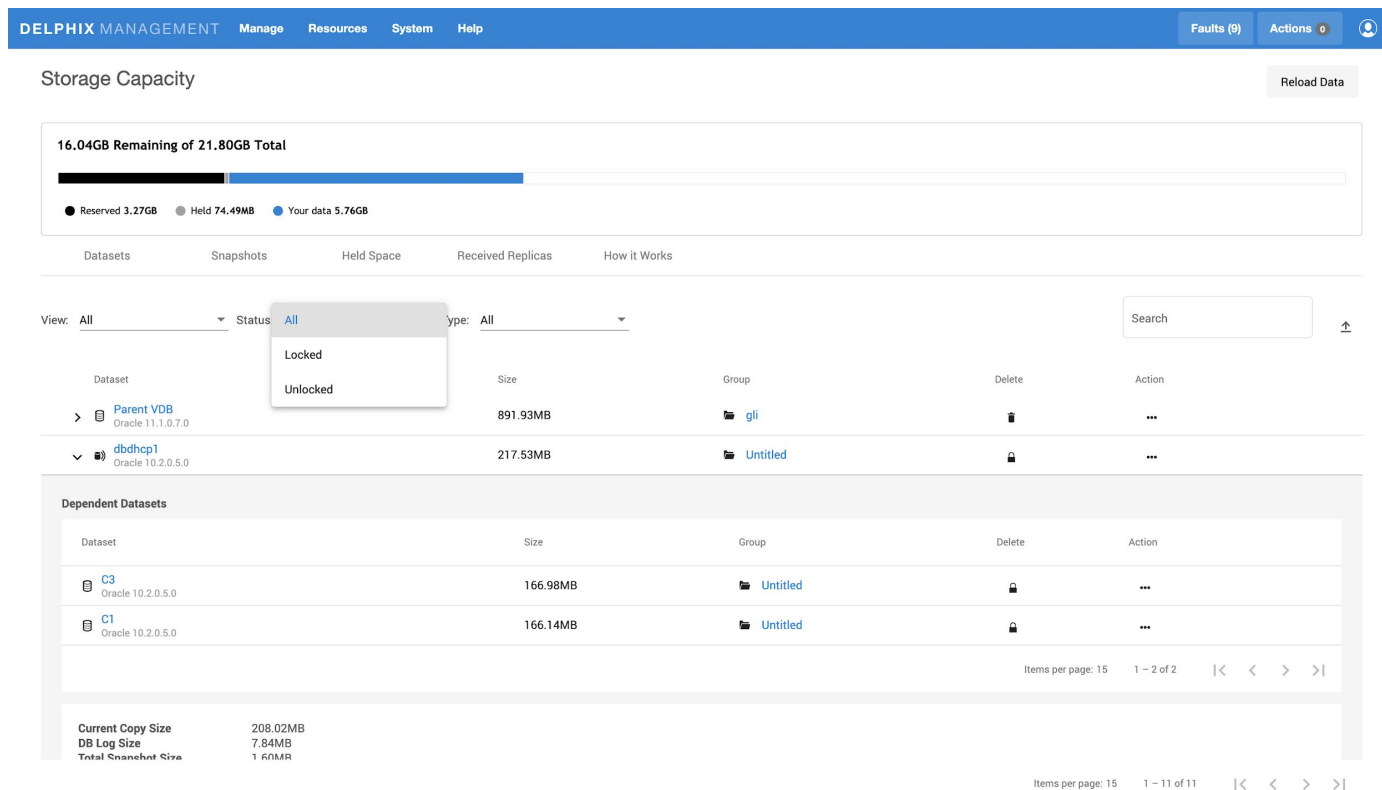 DELPHIX MANAGEMENT Manage Resources System Help Faults (9) Actions 0
Storage Capacity
Reload Data
16.04GB Remaining of 21.80GB Total
Reserved 3.27GB Held 74.49MB Your data 5.76GB
Datasets Snapshots Held Space Received Replicas How it Works
View: All Status All ype: All Search
Locked
Unlocked
Dataset Size Group Delete Action
Parent VDB 891.93MB gli
Oracle 11.1.0.7.0
dbdhcp1 217.53MB Untitled
Oracle 10.2.0.5.0
Dependent Datasets
Dataset Size Group Delete Action
C3 166.98MB Untitled
Oracle 10.2.0.5.0
C1 166.14MB Untitled
Oracle 10.2.0.5.0
Items per page: 15 1 – 2 of 2
Current Copy Size 208.02MB
DB Log Size 7.84MB
Total Snapshot Size 1.60MB
Items per page: 15 1 – 11 of 11